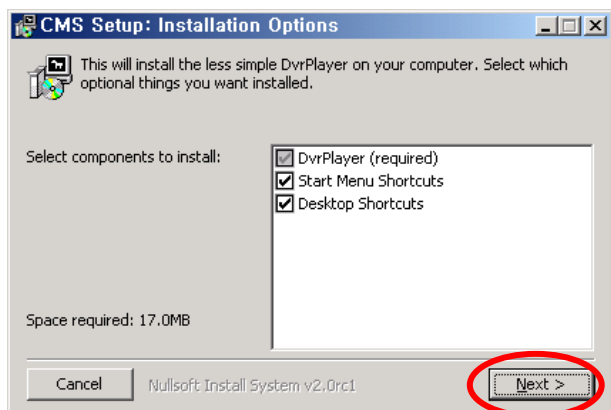 CMS Setup: Installation Options
This will install the less simple DvrPlayer on your computer. Select which
optional things you want installed.
Select components to install:
DvrPlayer (required)
Start Menu Shortcuts
Desktop Shortcuts
Space required: 17.0MB
Cancel
Nullsoft Install System v2.0rc1
Next >